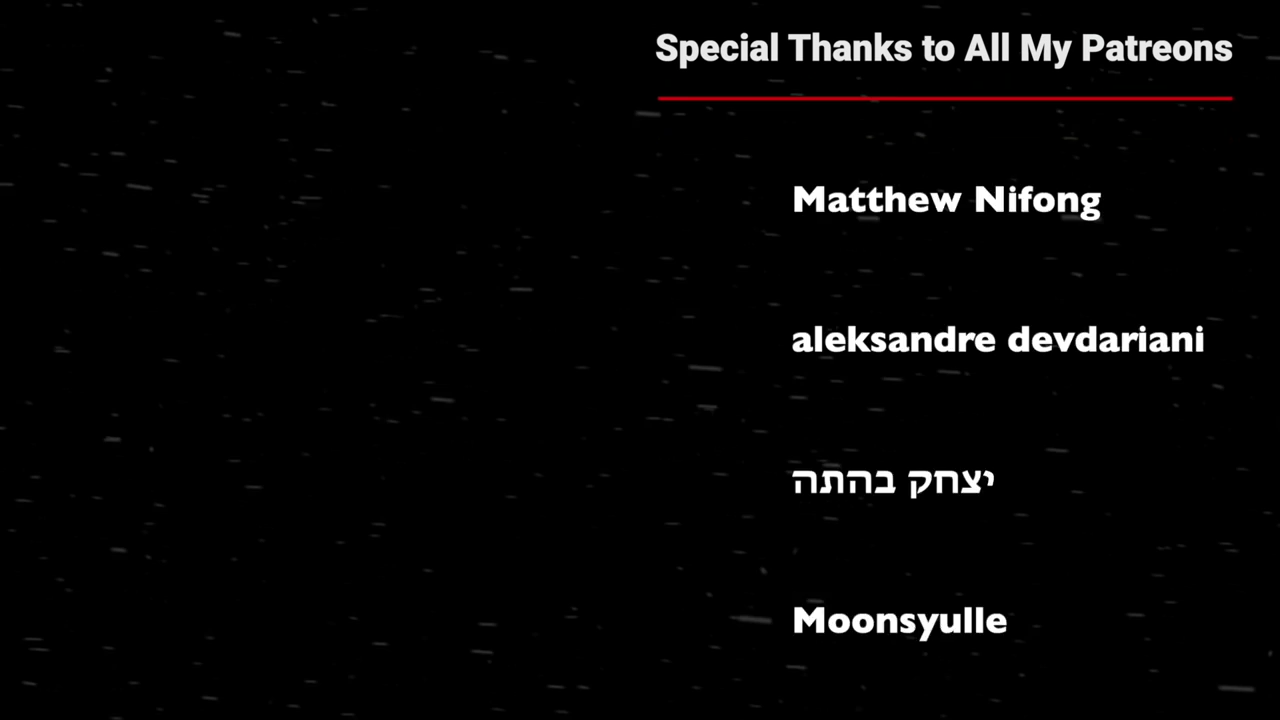 Special Thanks to All My Patreons
Matthew Nifong
aleksandre devdariani
יצחק בהתה
Moonsyulle